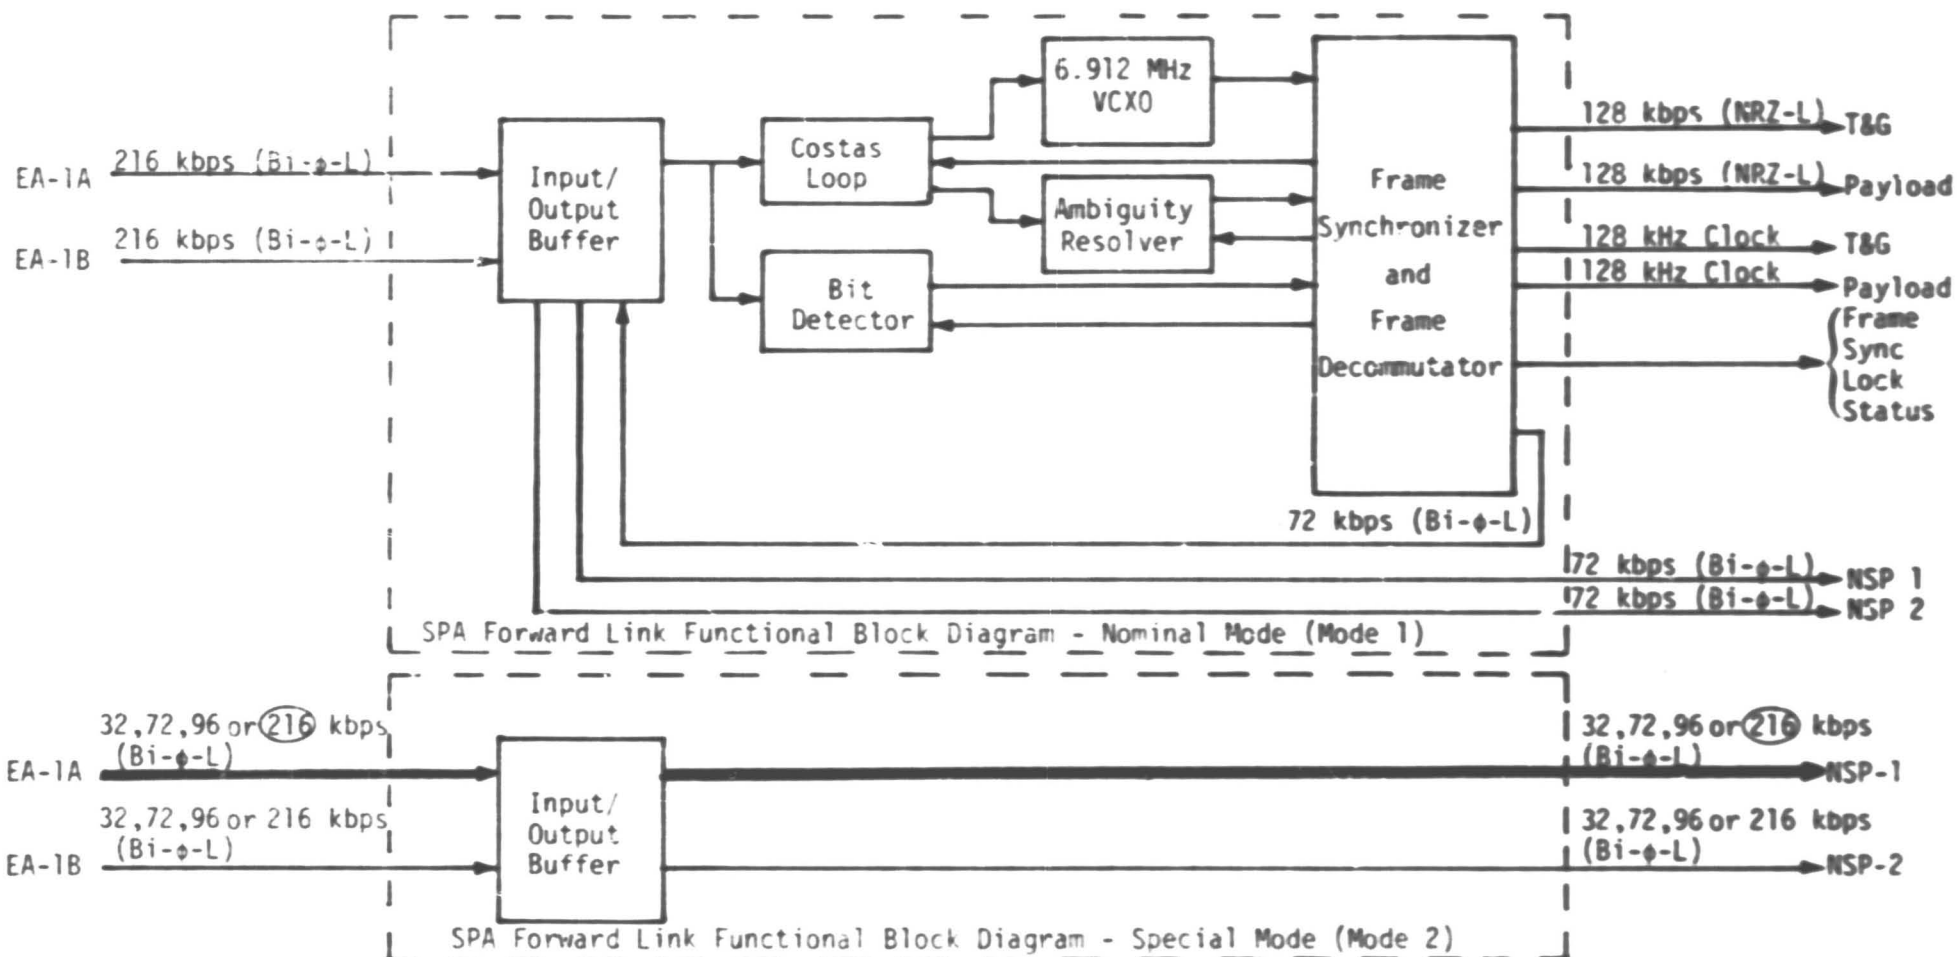 6.912 MHz
VCXO
128 kbps (NRZ-L)
T&G
EA-1A
216 kbps (Bi-ϕ-L)
Input/
Output
Buffer
Costas
Loop
Frame
Synchronizer
and
Frame
Decommutator
128 kbps (NRZ-L)
Payload
Ambiguity
Resolver
EA-1B
216 kbps (Bi-ϕ-L)
128 kHz Clock
T&G
128 kHz Clock
Payload
Bit
Detector
Frame
Sync
Lock
Status
72 kbps (Bi-ϕ-L)
72 kbps (Bi-ϕ-L)
NSP 1
72 kbps (Bi-ϕ-L)
NSP 2
SPA Forward Link Functional Block Diagram - Nominal Mode (Mode 1)
32,72,96 or 216 kbps
(Bi-ϕ-L)
EA-1A
32,72,96 or 216 kbps
(Bi-ϕ-L)
NSP-1
Input/
Output
Buffer
32,72,96 or 216 kbps
(Bi-ϕ-L)
EA-1B
32,72,96 or 216 kbps
(Bi-ϕ-L)
NSP-2
SPA Forward Link Functional Block Diagram - Special Mode (Mode 2)